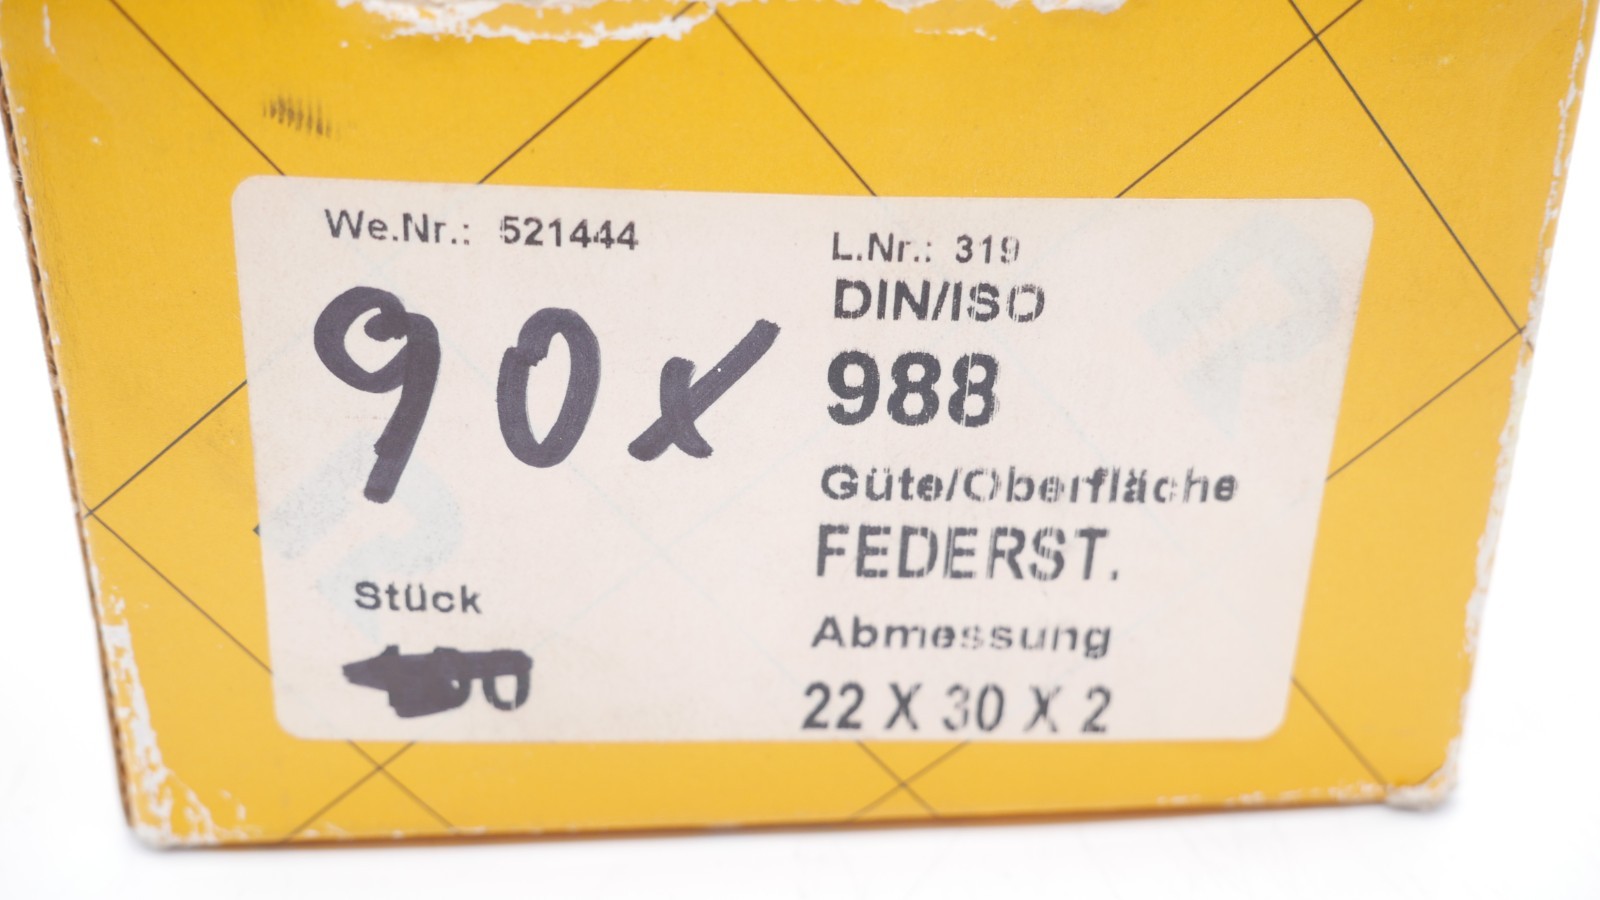 We.Nr.: 521444
90x
Stück
L.Nr.: 319
DIN/ISO
988
Güte/Oberfläche
FEDERST.
Abmessung
22 X 30 X 2